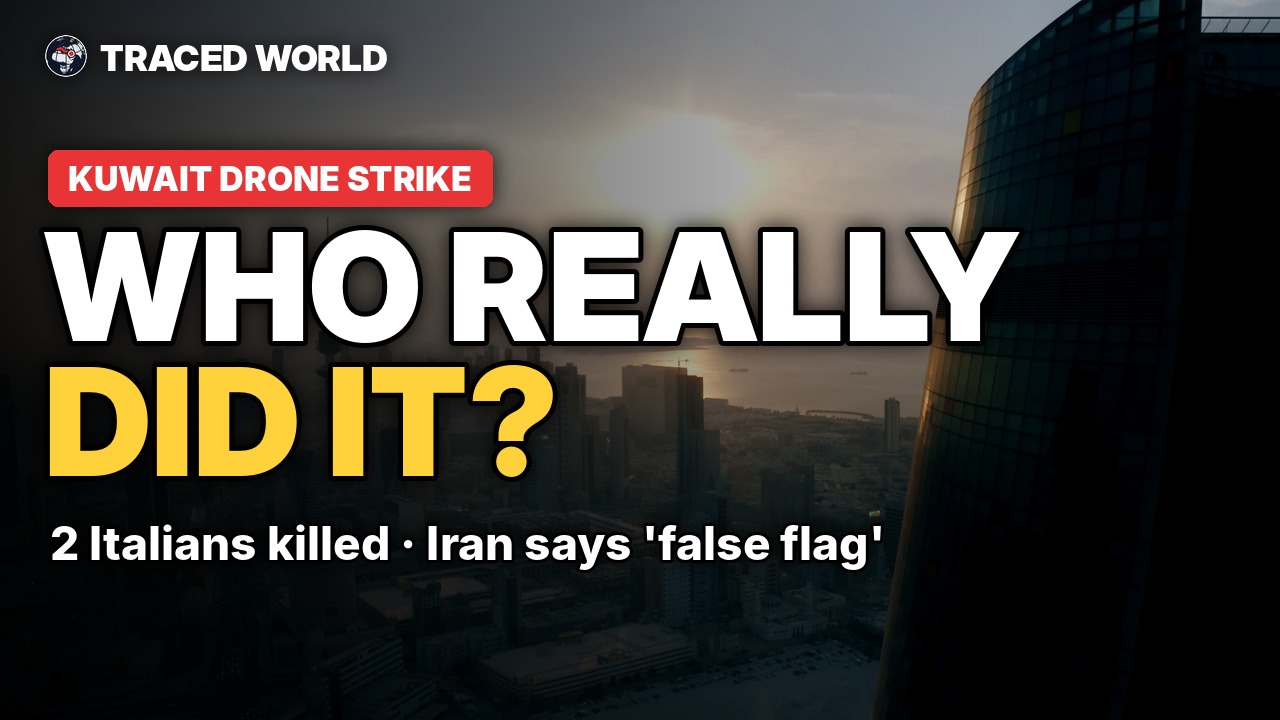 TRACED WORLD
KUWAIT DRONE STRIKE
WHO REALLY
DID IT?
2 Italians killed · Iran says 'false flag'